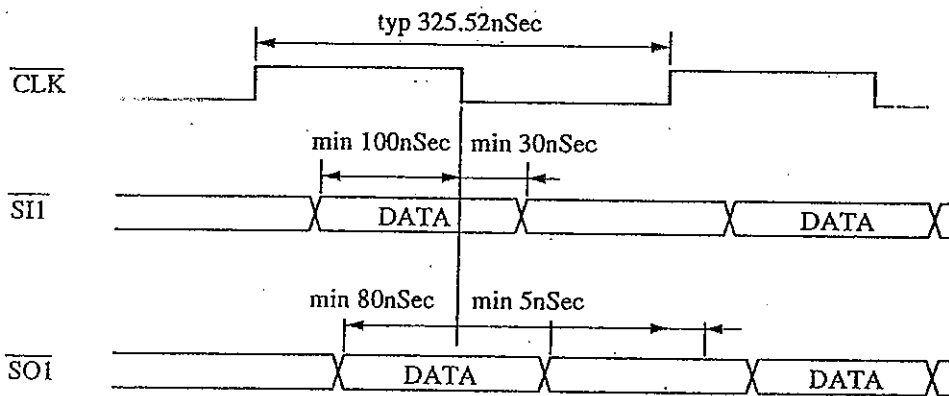 typ 325.52nSec
CLK
min 100nSec min 30nSec
SI1
DATA DATA
min 80nSec min 5nSec
SO1
DATA DATA